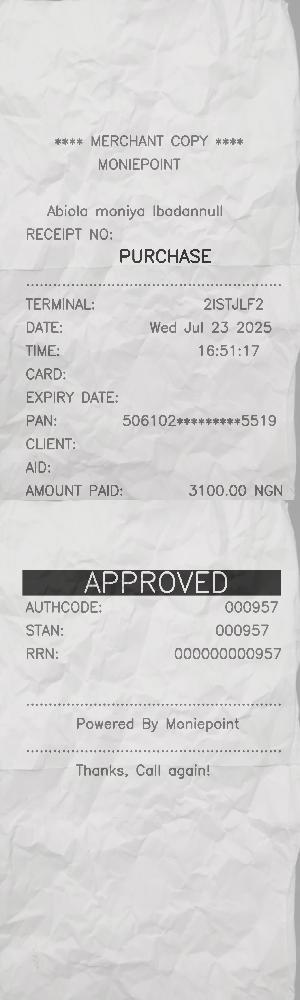 **** MERCHANT COPY ****
MONIEPOINT
Abiola moniya Ibadannull
RECEIPT NO:
PURCHASE
TERMINAL: 2ISTJLF2
DATE: Wed Jul 23 2025
TIME: 16:51:17
CARD:
EXPIRY DATE:
PAN: 506102*********5519
CLIENT:
AID:
AMOUNT PAID: 3100.00 NGN
APPROVED
AUTHCODE: 000957
STAN: 000957
RRN: 000000000957
Powered By Moniepoint
Thanks, Call again!